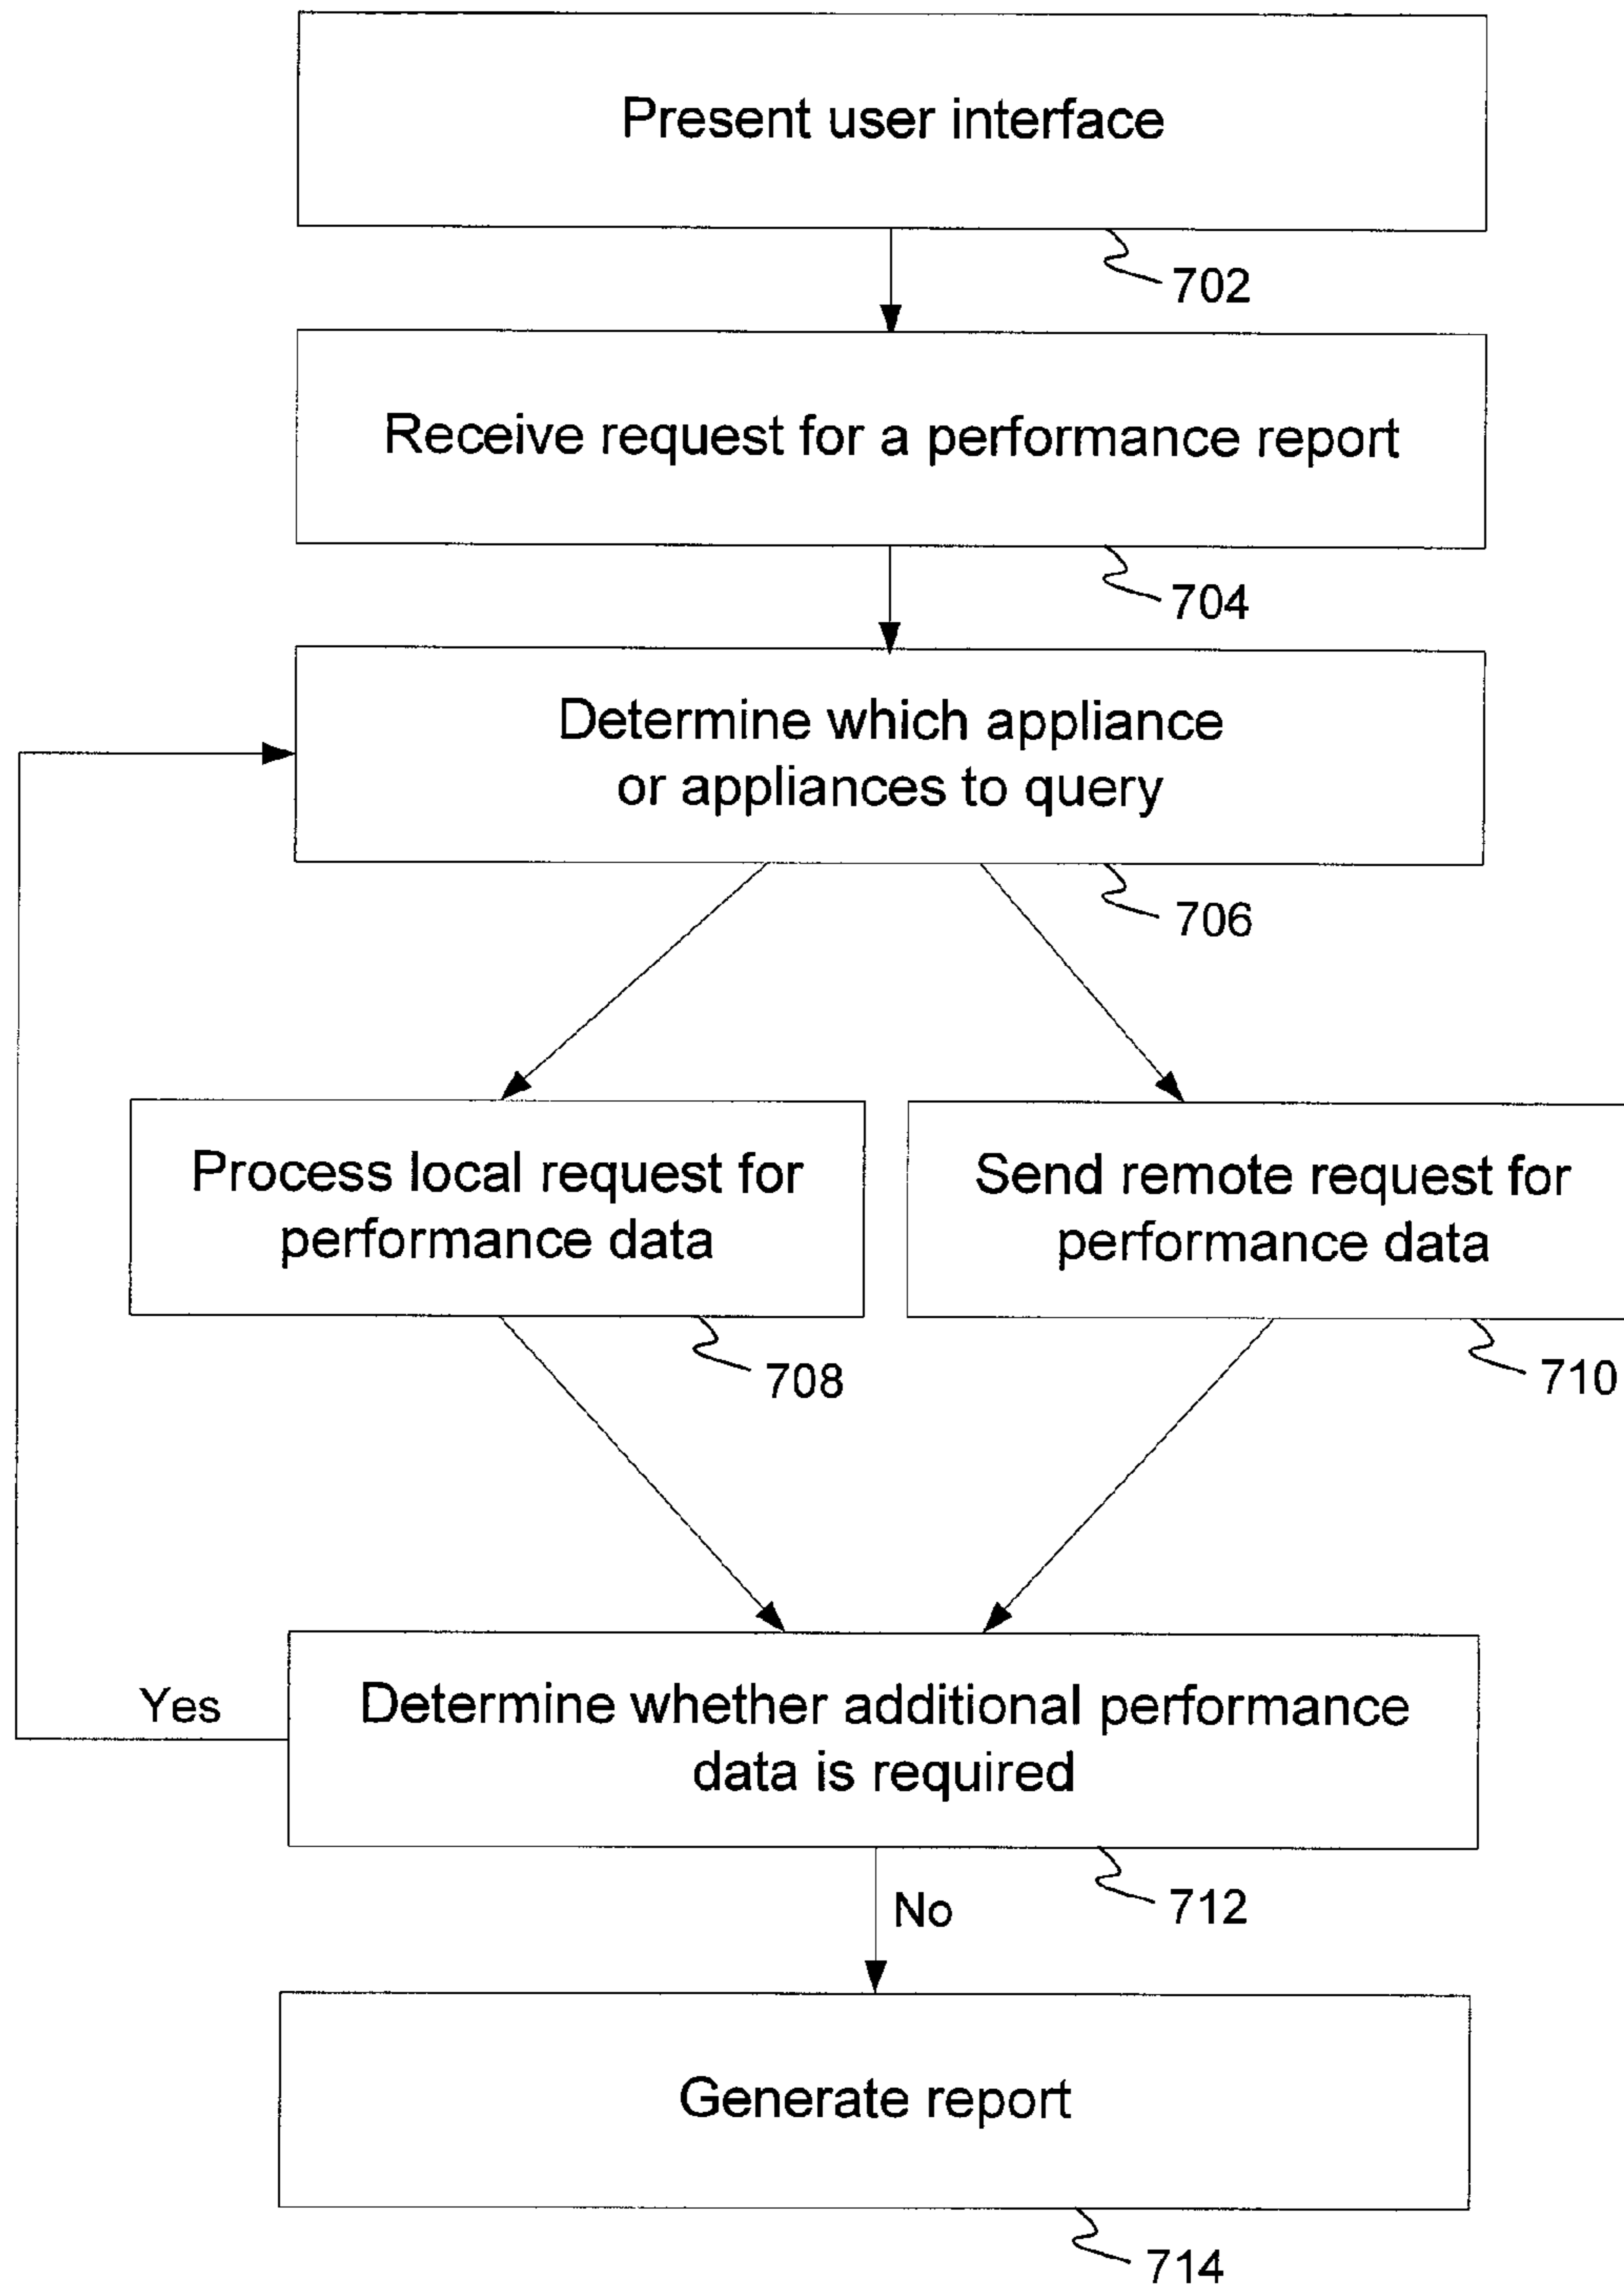 Present user interface
702
Receive request for a performance report
704
Determine which appliance
or appliances to query
706
Process local request for
performance data
708
Send remote request for
performance data
710
Yes
Determine whether additional performance
data is required
712
No
Generate report
714